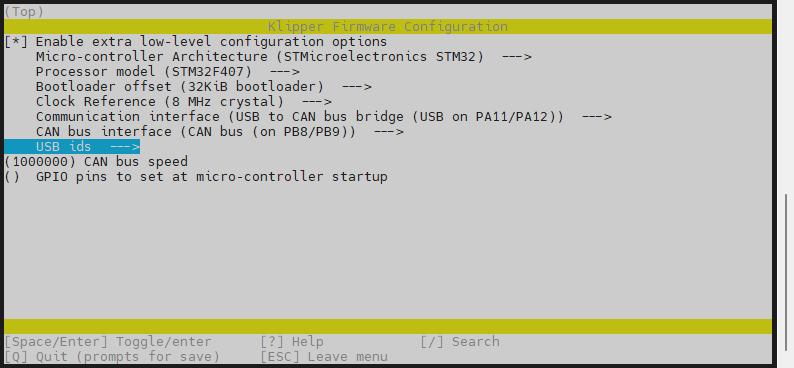 (Top)
Klipper Firmware Configuration
[*] Enable extra low-level configuration options
Micro-controller Architecture (STMicroelectronics STM32)  --->
Processor model (STM32F407)  --->
Bootloader offset (32KiB bootloader)  --->
Clock Reference (8 MHz crystal)  --->
Communication interface (USB to CAN bus bridge (USB on PA11/PA12))  --->
CAN bus interface (CAN bus (on PB8/PB9))  --->
USB ids  --->
(1000000) CAN bus speed
()  GPIO pins to set at micro-controller startup
[Space/Enter] Toggle/enter     [?] Help     [/] Search
[Q] Quit (prompts for save)     [ESC] Leave menu